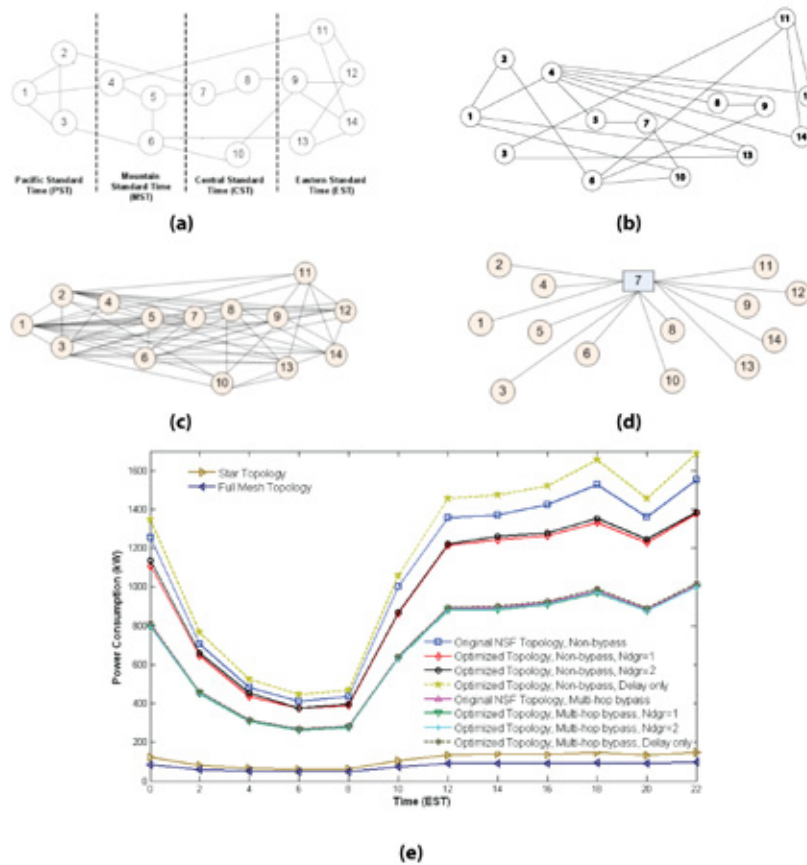 2
1
3
4
5
6
7
8
10
9
11
12
14
13
Pacific Standard
Time (PST)
Mountain
Standard Time
(MST)
Central Standard
Time (CST)
Eastern Standard
Time (EST)
(a)
11
4
8
9
1
5
7
14
3
13
6
10
(b)
11
2
4
8
12
1
5
7
9
3
6
13
14
10
(c)
2
7
11
4
12
9
1
5
8
14
6
13
3
10
(d)
Star Topology
Full Mesh Topology
Power Consumption (kW)
1600
1400
1200
1000
800
600
400
200
0
Original NSF Topology, Non-bypass
Optimized Topology, Non-bypass, Ndgr=1
Optimized Topology, Non-bypass, Ndgr=2
Optimized Topology, Non-bypass, Delay only
Original NSF Topology, Multi-hop bypass
Optimized Topology, Multi-hop bypass, Ndgr=1
Optimized Topology, Multi-hop bypass, Ndgr=2
Optimized Topology, Multi-hop bypass, Delay only
0 2 4 6 8 10 12 14 16 18 20 22
Time (EST)
(e)